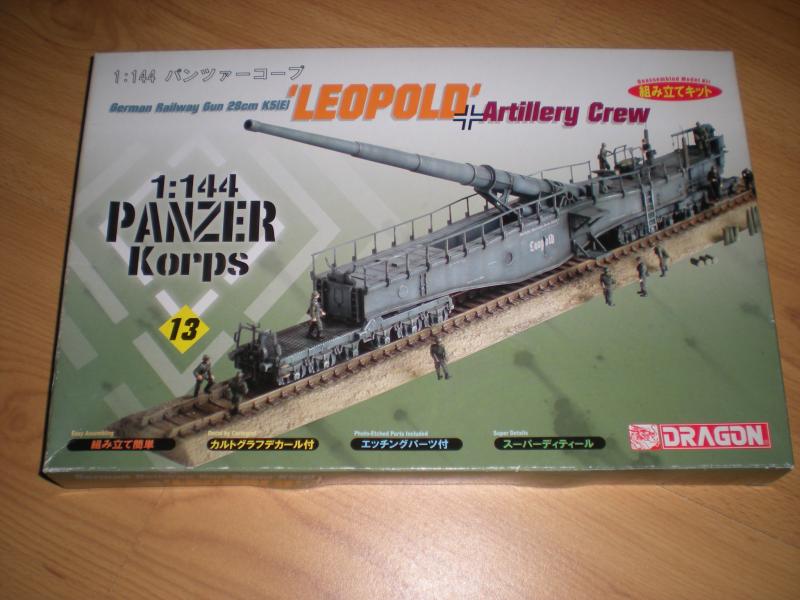 1:144 パンツァーコープ
Unassembled Model Kit
組み立てキット
German Railway Gun 28cm K5(E) 'LEOPOLD' + Artillery Crew
1:144
PANZER
Korps
13
Leopold
Easy Assembling
組み立て簡単
Decal by Cartograf
カルトグラフデカール付
Photo-Etched Parts Included
エッチングパーツ付
Super Details
スーパーディティール
DRAGON